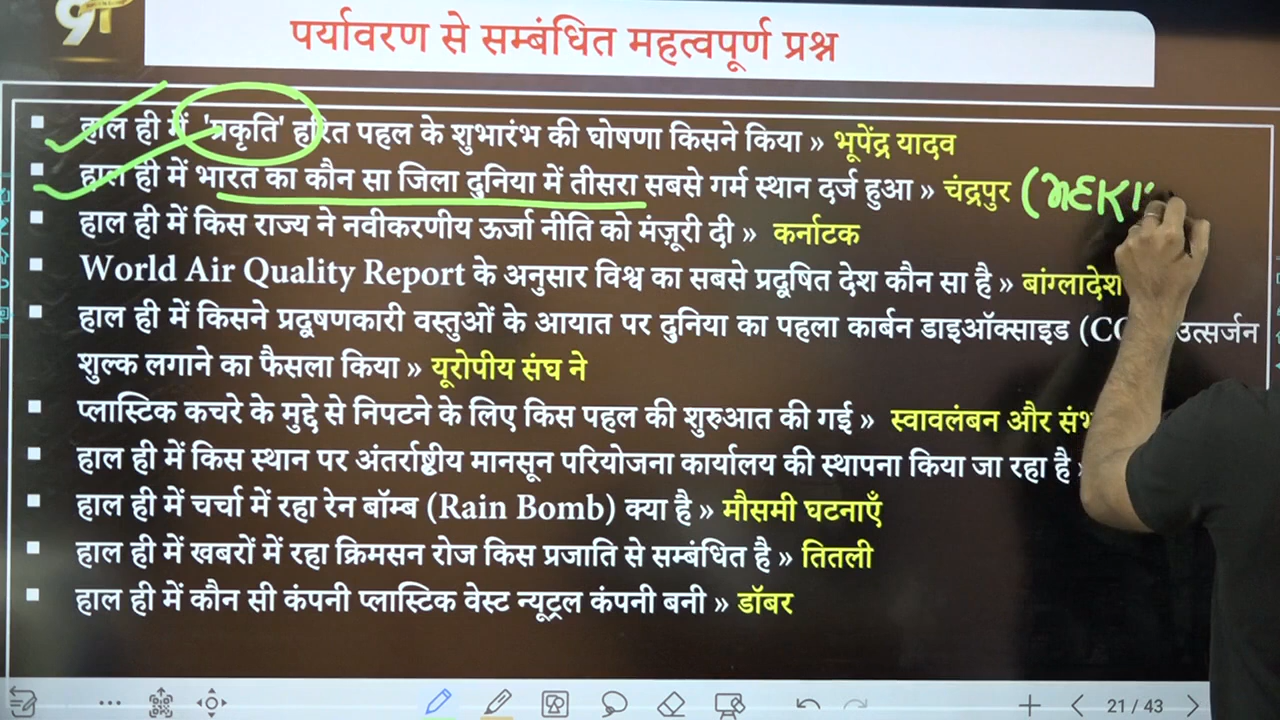 पर्यावरण से सम्बंधित महत्वपूर्ण प्रश्न
हाल ही में 'प्रकृति' हरित पहल के शुभारंभ की घोषणा किसने किया » भूपेंद्र यादव
हाल ही में भारत का कौन सा जिला दुनिया में तीसरा सबसे गर्म स्थान दर्ज हुआ » चंद्रपुर
हाल ही में किस राज्य ने नवीकरणीय ऊर्जा नीति को मंज़ूरी दी » कर्नाटक
World Air Quality Report के अनुसार विश्व का सबसे प्रदूषित देश कौन सा है » बांग्लादेश
हाल ही में किसने प्रदूषणकारी वस्तुओं के आयात पर दुनिया का पहला कार्बन डाइऑक्साइड उत्सर्जन
शुल्क लगाने का फैसला किया » यूरोपीय संघ ने
प्लास्टिक कचरे के मुद्दे से निपटने के लिए किस पहल की शुरुआत की गई » स्वावलंबन और
हाल ही में किस स्थान पर अंतर्राष्ट्रीय मानसून परियोजना कार्यालय की स्थापना किया जा रहा है »
हाल ही में चर्चा में रहा रेन बॉम्ब (Rain Bomb) क्या है » मौसमी घटनाएँ
हाल ही में खबरों में रहा क्रिमसन रोज किस प्रजाति से सम्बंधित है » तितली
हाल ही में कौन सी कंपनी प्लास्टिक वेस्ट न्यूट्रल कंपनी बनी » डॉबर
21 / 43